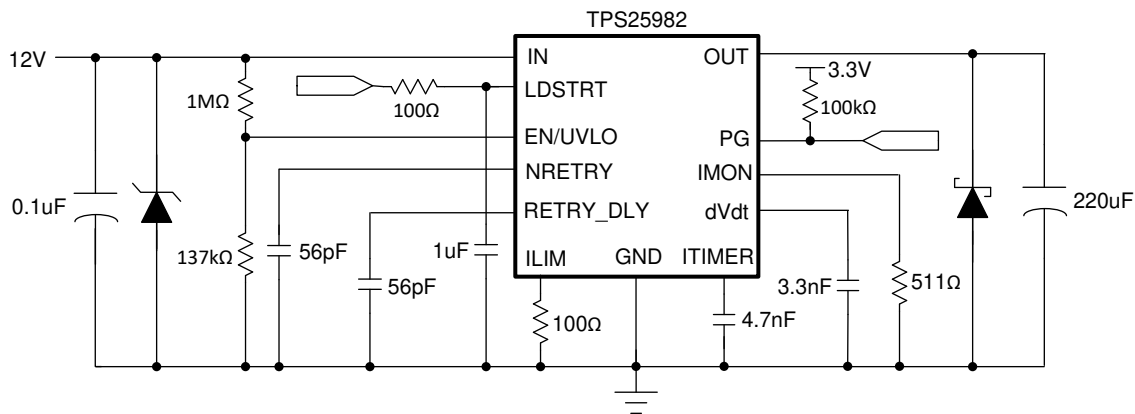 TPS25982
12V
IN
OUT
3.3V
LDSTRT
1MΩ
100Ω
100kΩ
EN/UVLO
PG
NRETRY
IMON
0.1uF
RETRY_DLY
dVdt
220uF
137kΩ
56pF
1uF
ILIM
GND
ITIMER
56pF
3.3nF
511Ω
100Ω
4.7nF